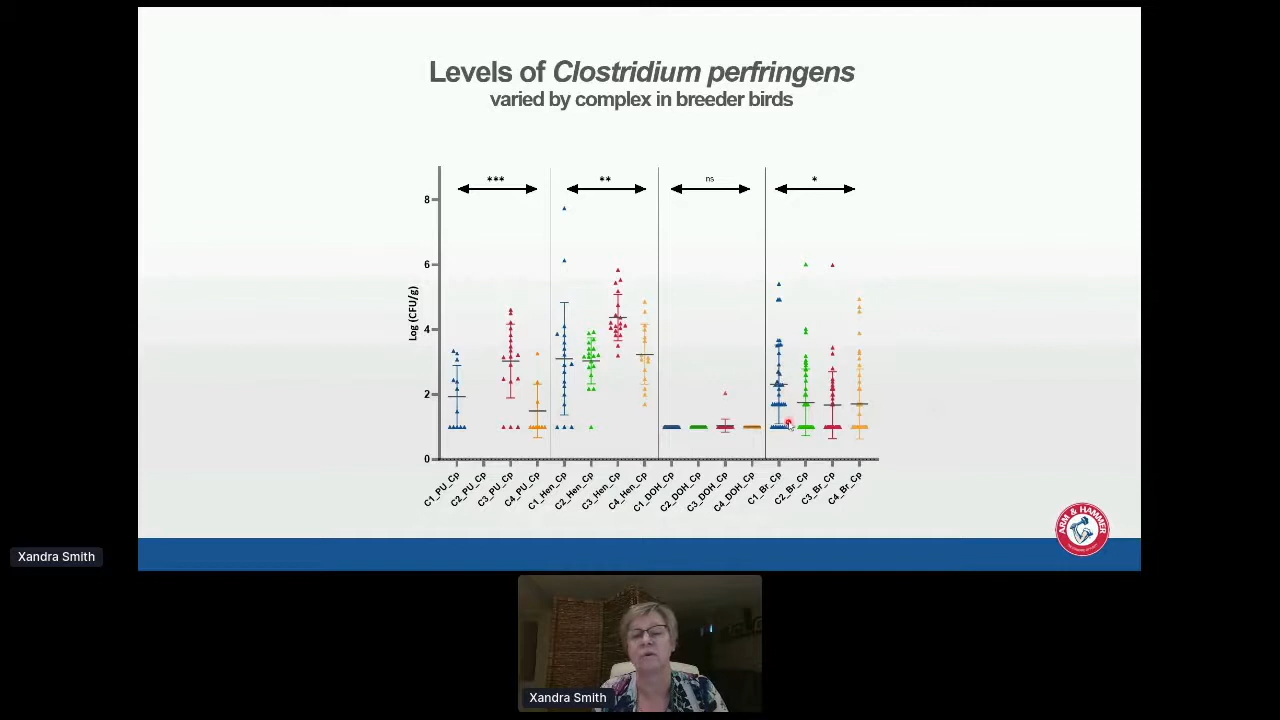 Levels of Clostridium perfringens
varied by complex in breeder birds
*** ** ns *
8
6
4
2
0
Log (CFU/g)
C1_PU_Cp
C2_PU_Cp
C3_PU_Cp
C4_PU_Cp
C1_Hen_Cp
C2_Hen_Cp
C3_Hen_Cp
C4_Hen_Cp
C1_DOH_Cp
C2_DOH_Cp
C3_DOH_Cp
C4_DOH_Cp
C1_Br_Cp
C2_Br_Cp
C3_Br_Cp
C4_Br_Cp
ARM & HAMMER
Xandra Smith
Xandra Smith